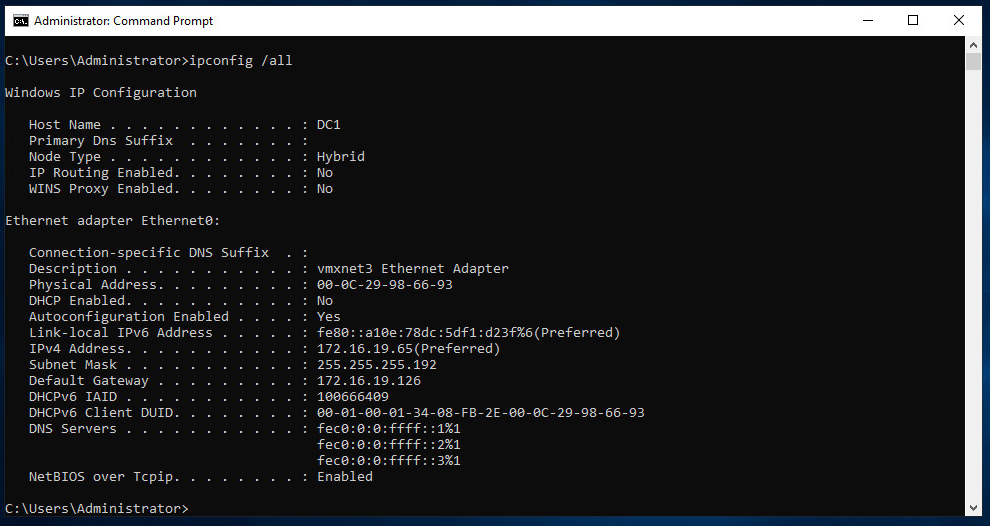 Administrator: Command Prompt
C:\Users\Administrator>ipconfig /all
Windows IP Configuration
   Host Name . . . . . . . . . . . . : DC1
   Primary Dns Suffix  . . . . . . . :
   Node Type . . . . . . . . . . . . : Hybrid
   IP Routing Enabled. . . . . . . . : No
   WINS Proxy Enabled. . . . . . . . : No
Ethernet adapter Ethernet0:
   Connection-specific DNS Suffix  . :
   Description . . . . . . . . . . . : vmxnet3 Ethernet Adapter
   Physical Address. . . . . . . . . : 00-0C-29-98-66-93
   DHCP Enabled. . . . . . . . . . . : No
   Autoconfiguration Enabled . . . . : Yes
   Link-local IPv6 Address . . . . . : fe80::a10e:78dc:5df1:d23f%6(Preferred)
   IPv4 Address. . . . . . . . . . . : 172.16.19.65(Preferred)
   Subnet Mask . . . . . . . . . . . : 255.255.255.192
   Default Gateway . . . . . . . . . : 172.16.19.126
   DHCPv6 IAID . . . . . . . . . . . : 100666409
   DHCPv6 Client DUID. . . . . . . . : 00-01-00-01-34-08-FB-2E-00-0C-29-98-66-93
   DNS Servers . . . . . . . . . . . : fec0:0:0:ffff::1%1
                                       fec0:0:0:ffff::2%1
                                       fec0:0:0:ffff::3%1
   NetBIOS over Tcpip. . . . . . . . : Enabled
C:\Users\Administrator>